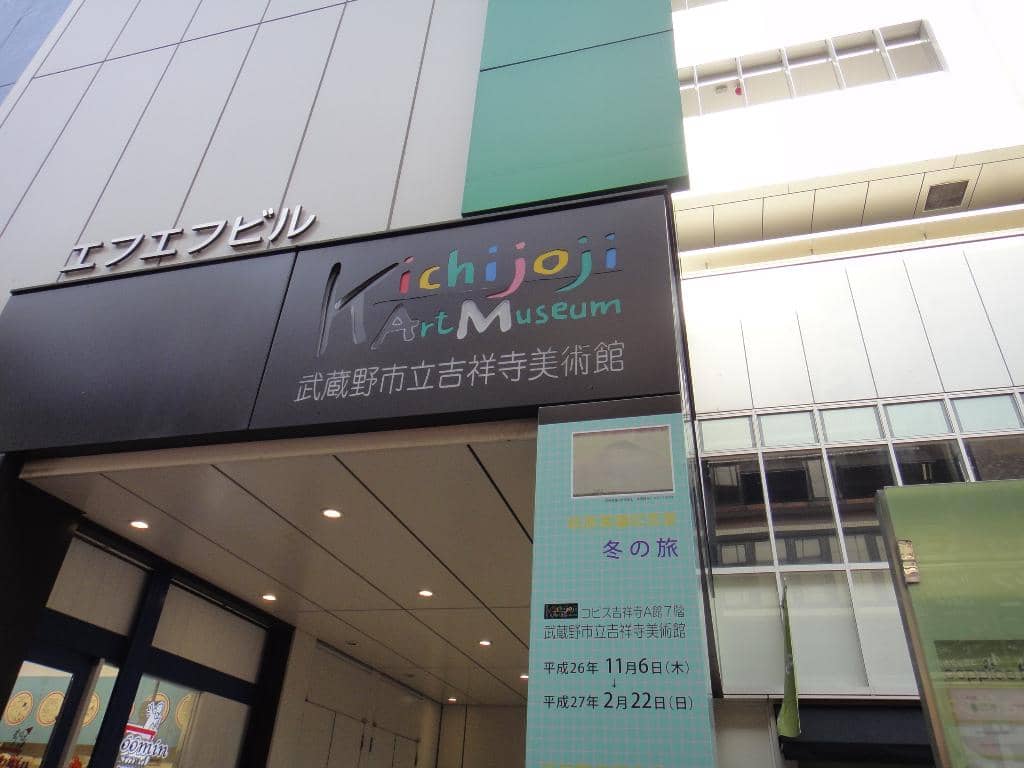 エフエフビル
Kichijoji
Art Museum
武蔵野市立吉祥寺美術館
冬の旅
コピス吉祥寺A館7階
武蔵野市立吉祥寺美術館
平成26年 11月6日(木)
↓
平成27年 2月22日(日)
oomin